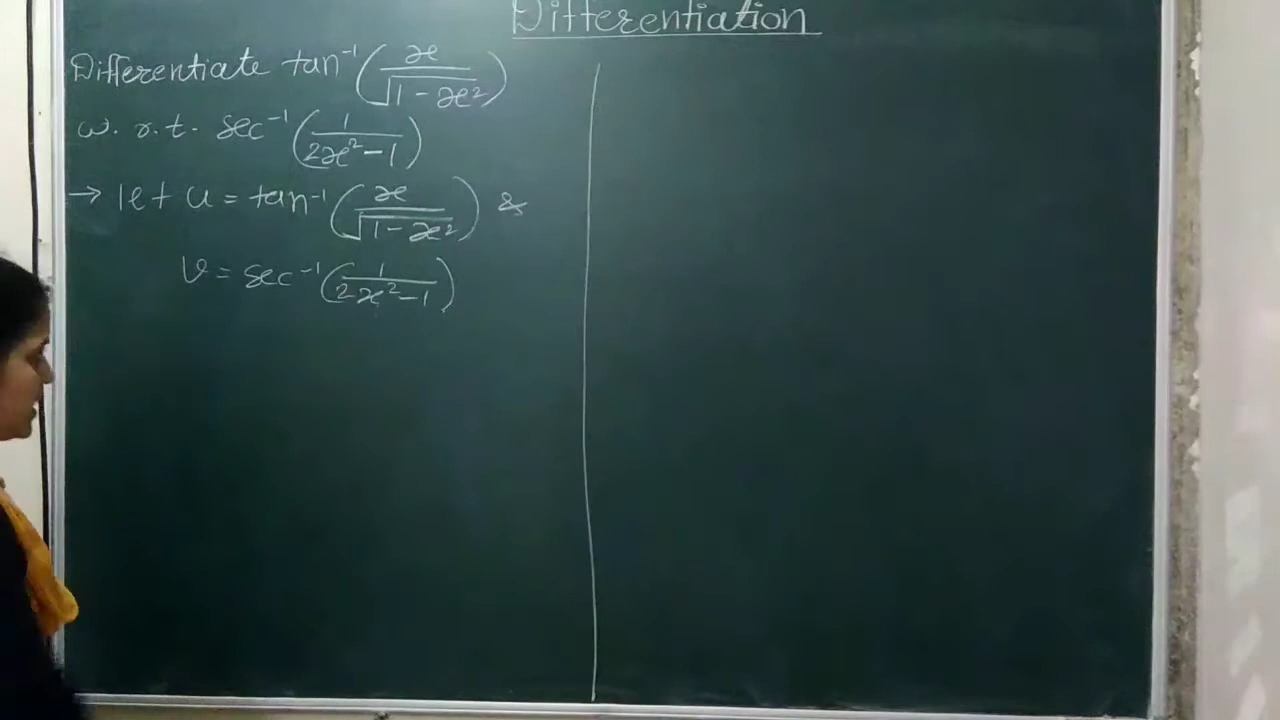 Differentiation
Differentiate tan⁻¹(x/√(1-x²))
w.r.t. sec⁻¹(1/(2x²-1))
→ let u = tan⁻¹(x/√(1-x²)) &
v = sec⁻¹(1/(2x²-1))